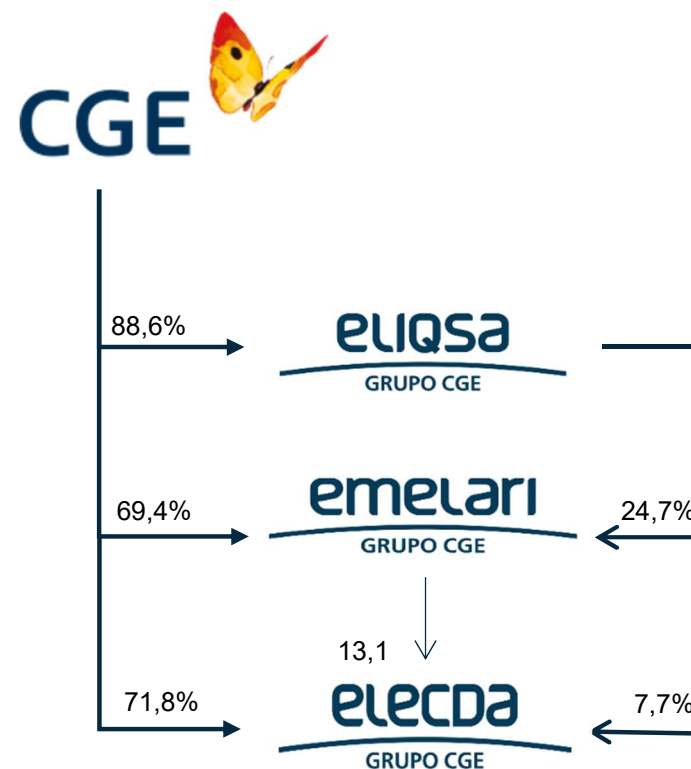 CGE
88,6%
eliqsa
GRUPO CGE
69,4%
emelari
GRUPO CGE
24,7%
13,1
71,8%
elecda
GRUPO CGE
7,7%